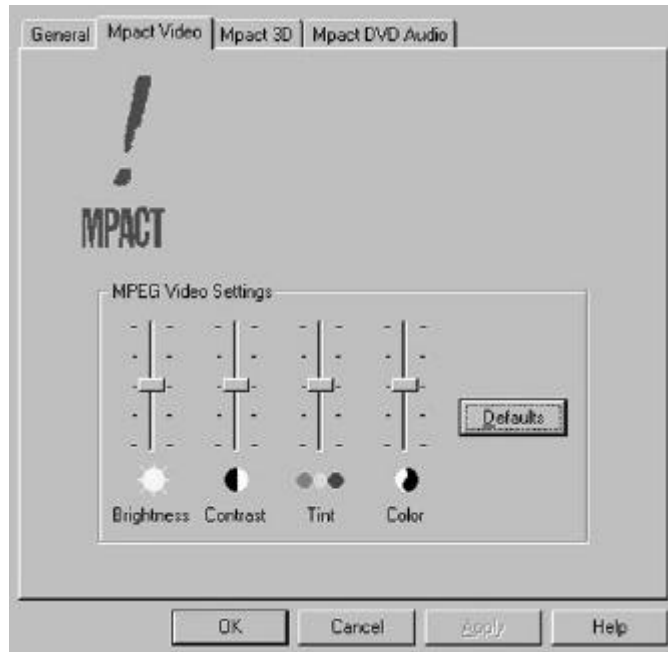 General Mpact Video Mpact 3D Mpact DVD Audio
!
MPACT
MPEG Video Settings
Defaults
Brightness Contrast Tint Color
OK Cancel Apply Help